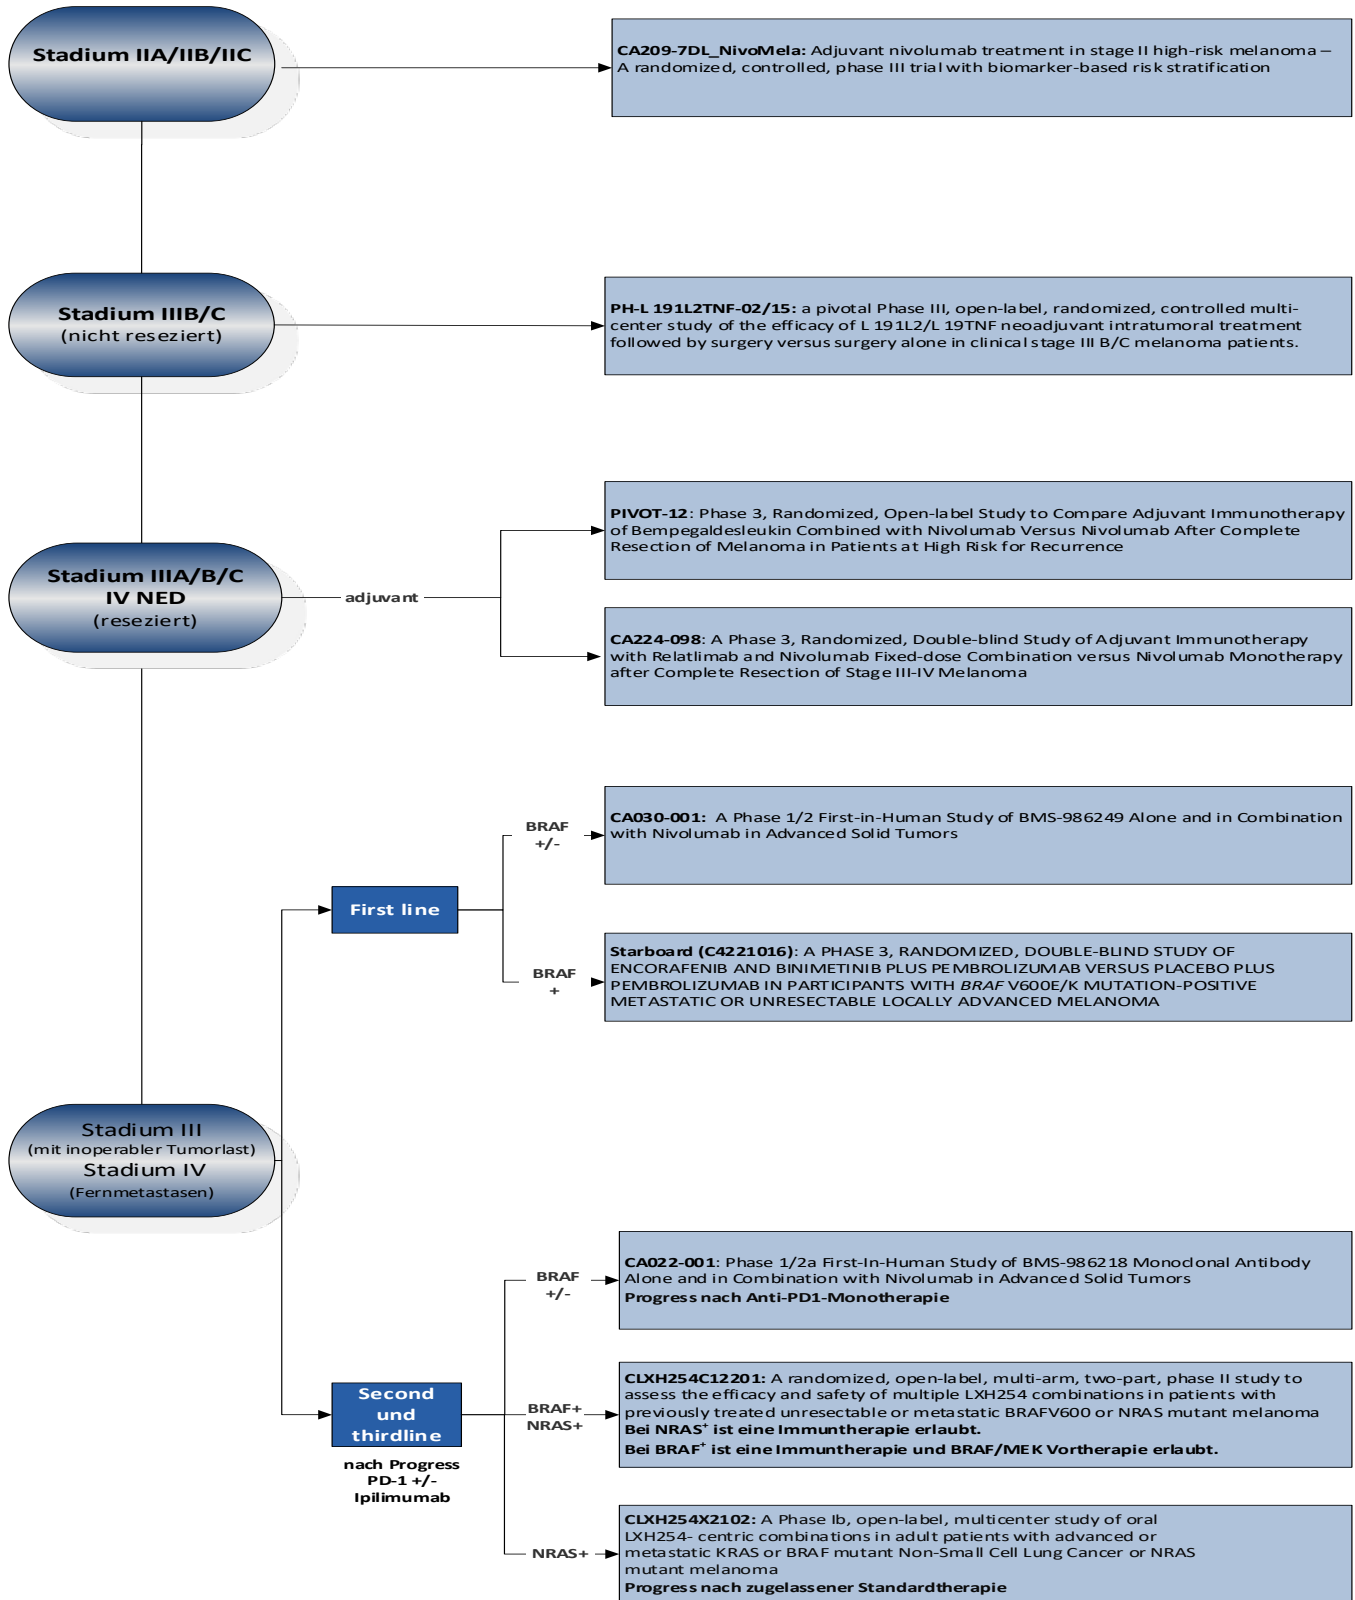 Stadium IIA/IIB/IIC
CA209-7DL_NivoMela: Adjuvant nivolumab treatment in stage II high-risk melanoma –
A randomized, controlled, phase III trial with biomarker-based risk stratification
Stadium IIIB/C
(nicht reseziert)
PH-L 191L2TNF-02/15: a pivotal Phase III, open-label, randomized, controlled multi-
center study of the efficacy of L 191L2/L 19TNF neoadjuvant intratumoral treatment
followed by surgery versus surgery alone in clinical stage III B/C melanoma patients.
Stadium IIIA/B/C
IV NED
(reseziert)
adjuvant
PIVOT-12: Phase 3, Randomized, Open-label Study to Compare Adjuvant Immunotherapy
of Bempegaldesleukin Combined with Nivolumab Versus Nivolumab After Complete
Resection of Melanoma in Patients at High Risk for Recurrence
CA224-098: A Phase 3, Randomized, Double-blind Study of Adjuvant Immunotherapy
with Relatlimab and Nivolumab Fixed-dose Combination versus Nivolumab Monotherapy
after Complete Resection of Stage III-IV Melanoma
Stadium III
(mit inoperabler Tumorlast)
Stadium IV
(Fernmetastasen)
First line
BRAF
+/-
CA030-001: A Phase 1/2 First-in-Human Study of BMS-986249 Alone and in Combination
with Nivolumab in Advanced Solid Tumors
BRAF
+
Starboard (C4221016): A PHASE 3, RANDOMIZED, DOUBLE-BLIND STUDY OF
ENCORAFENIB AND BINIMETINIB PLUS PEMBROLIZUMAB VERSUS PLACEBO PLUS
PEMBROLIZUMAB IN PARTICIPANTS WITH BRAF V600E/K MUTATION-POSITIVE
METASTATIC OR UNRESECTABLE LOCALLY ADVANCED MELANOMA
Second
und
thirdline
nach Progress
PD-1 +/-
Ipilimumab
BRAF
+/-
CA022-001: Phase 1/2a First-In-Human Study of BMS-986218 Monoclonal Antibody
Alone and in Combination with Nivolumab in Advanced Solid Tumors
Progress nach Anti-PD1-Monotherapie
BRAF+
NRAS+
CLXH254C12201: A randomized, open-label, multi-arm, two-part, phase II study to
assess the efficacy and safety of multiple LXH254 combinations in patients with
previously treated unresectable or metastatic BRAFV600 or NRAS mutant melanoma
Bei NRAS⁺ ist eine Immuntherapie erlaubt.
Bei BRAF⁺ ist eine Immuntherapie und BRAF/MEK Vortherapie erlaubt.
NRAS+
CLXH254X2102: A Phase Ib, open-label, multicenter study of oral
LXH254- centric combinations in adult patients with advanced or
metastatic KRAS or BRAF mutant Non-Small Cell Lung Cancer or NRAS
mutant melanoma
Progress nach zugelassener Standardtherapie